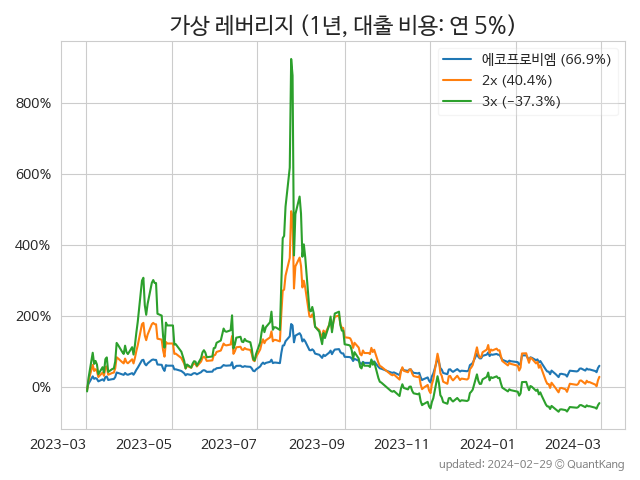 가상 레버리지 (1년, 대출 비용: 연 5%)
에코프로비엠 (66.9%)
2x (40.4%)
3x (−37.3%)
800%
600%
400%
200%
0%
2023-03
2023-05
2023-07
2023-09
2023-11
2024-01
2024-03
updated: 2024-02-29 © QuantKang